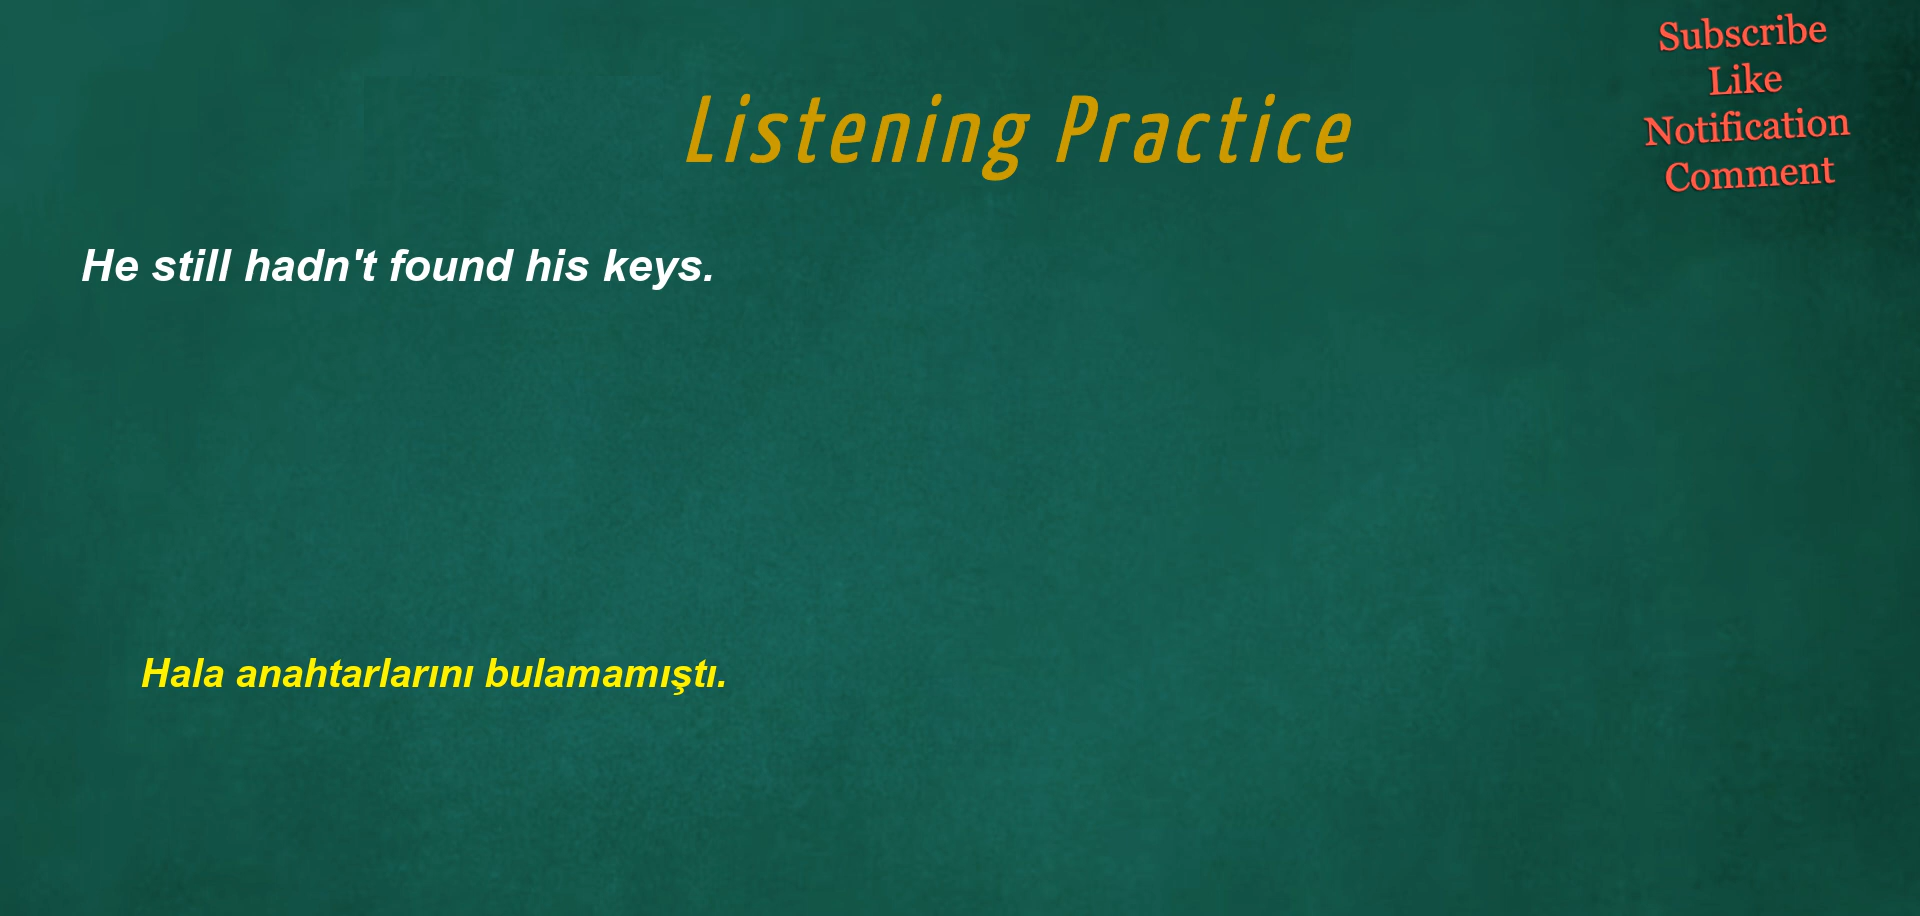 Listening Practice
Subscribe
Like
Notification
Comment
He still hadn't found his keys.
Hala anahtarlarını bulamamıştı.